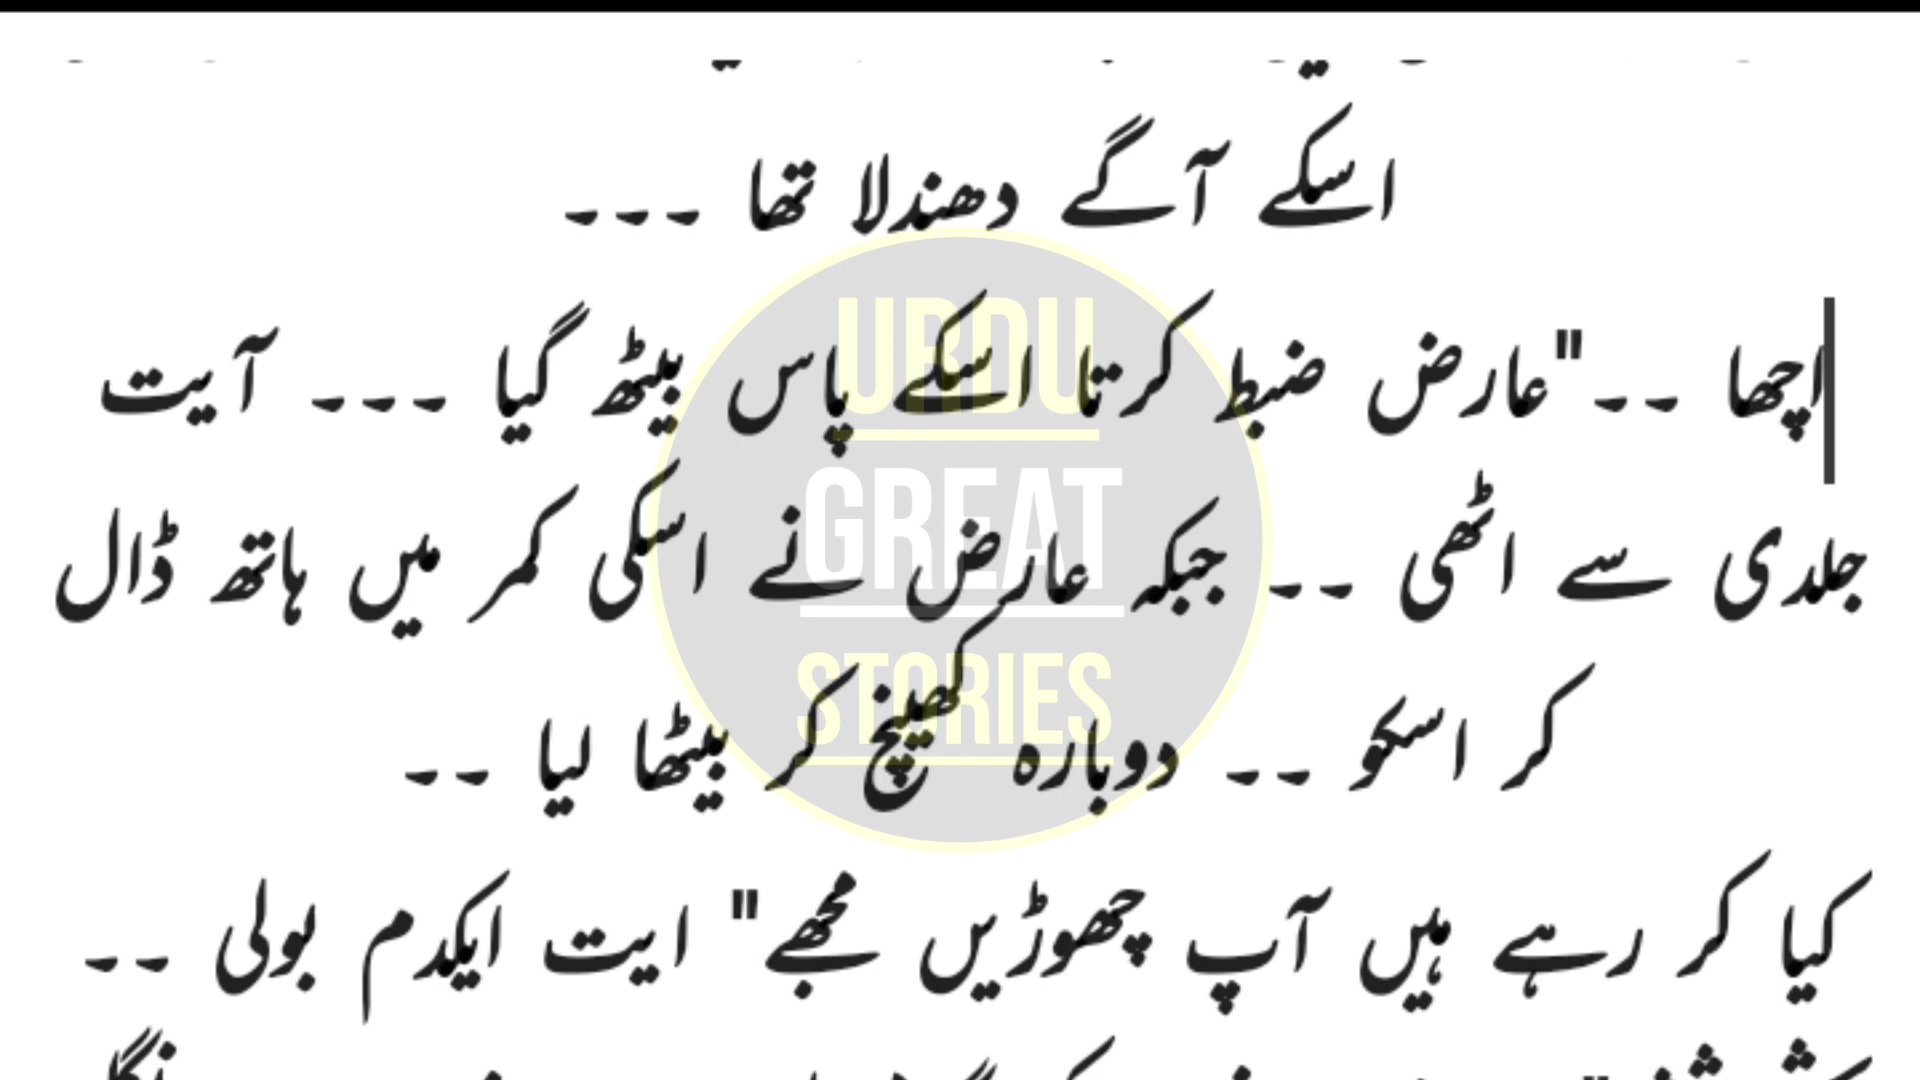 اسکے آگے دھندلا تھا ---
اچھا --"عارض ضبط کرتا اسکے پاس بیٹھ گیا --- آیت
جلدی سے اٹھی -- جبکہ عارض نے اسکی کمر میں ہاتھ ڈال
کر اسکو -- دوبارہ کھینچ کر بیٹھا لیا --
کیا کر رہے ہیں آپ چھوڑیں مجھے" ایت ایکدم بولی --
URDU
GREAT
STORIES